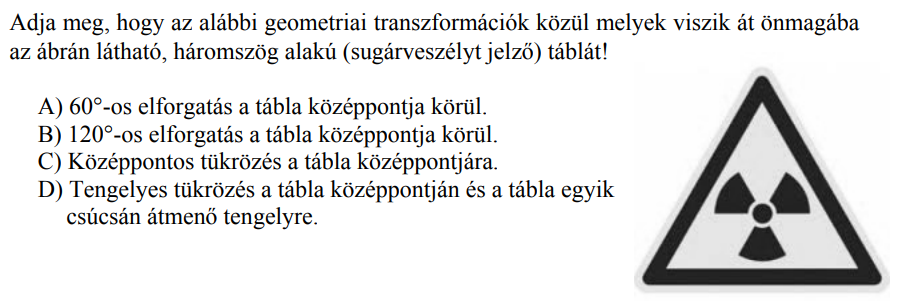 Adja meg, hogy az alábbi geometriai transzformációk közül melyek viszik át önmagába
az ábrán látható, háromszög alakú (sugárveszélyt jelző) táblát!
A) 60°-os elforgatás a tábla középpontja körül.
B) 120°-os elforgatás a tábla középpontja körül.
C) Középpontos tükrözés a tábla középpontjára.
D) Tengelyes tükrözés a tábla középpontján és a tábla egyik
csúcsán átmenő tengelyre.